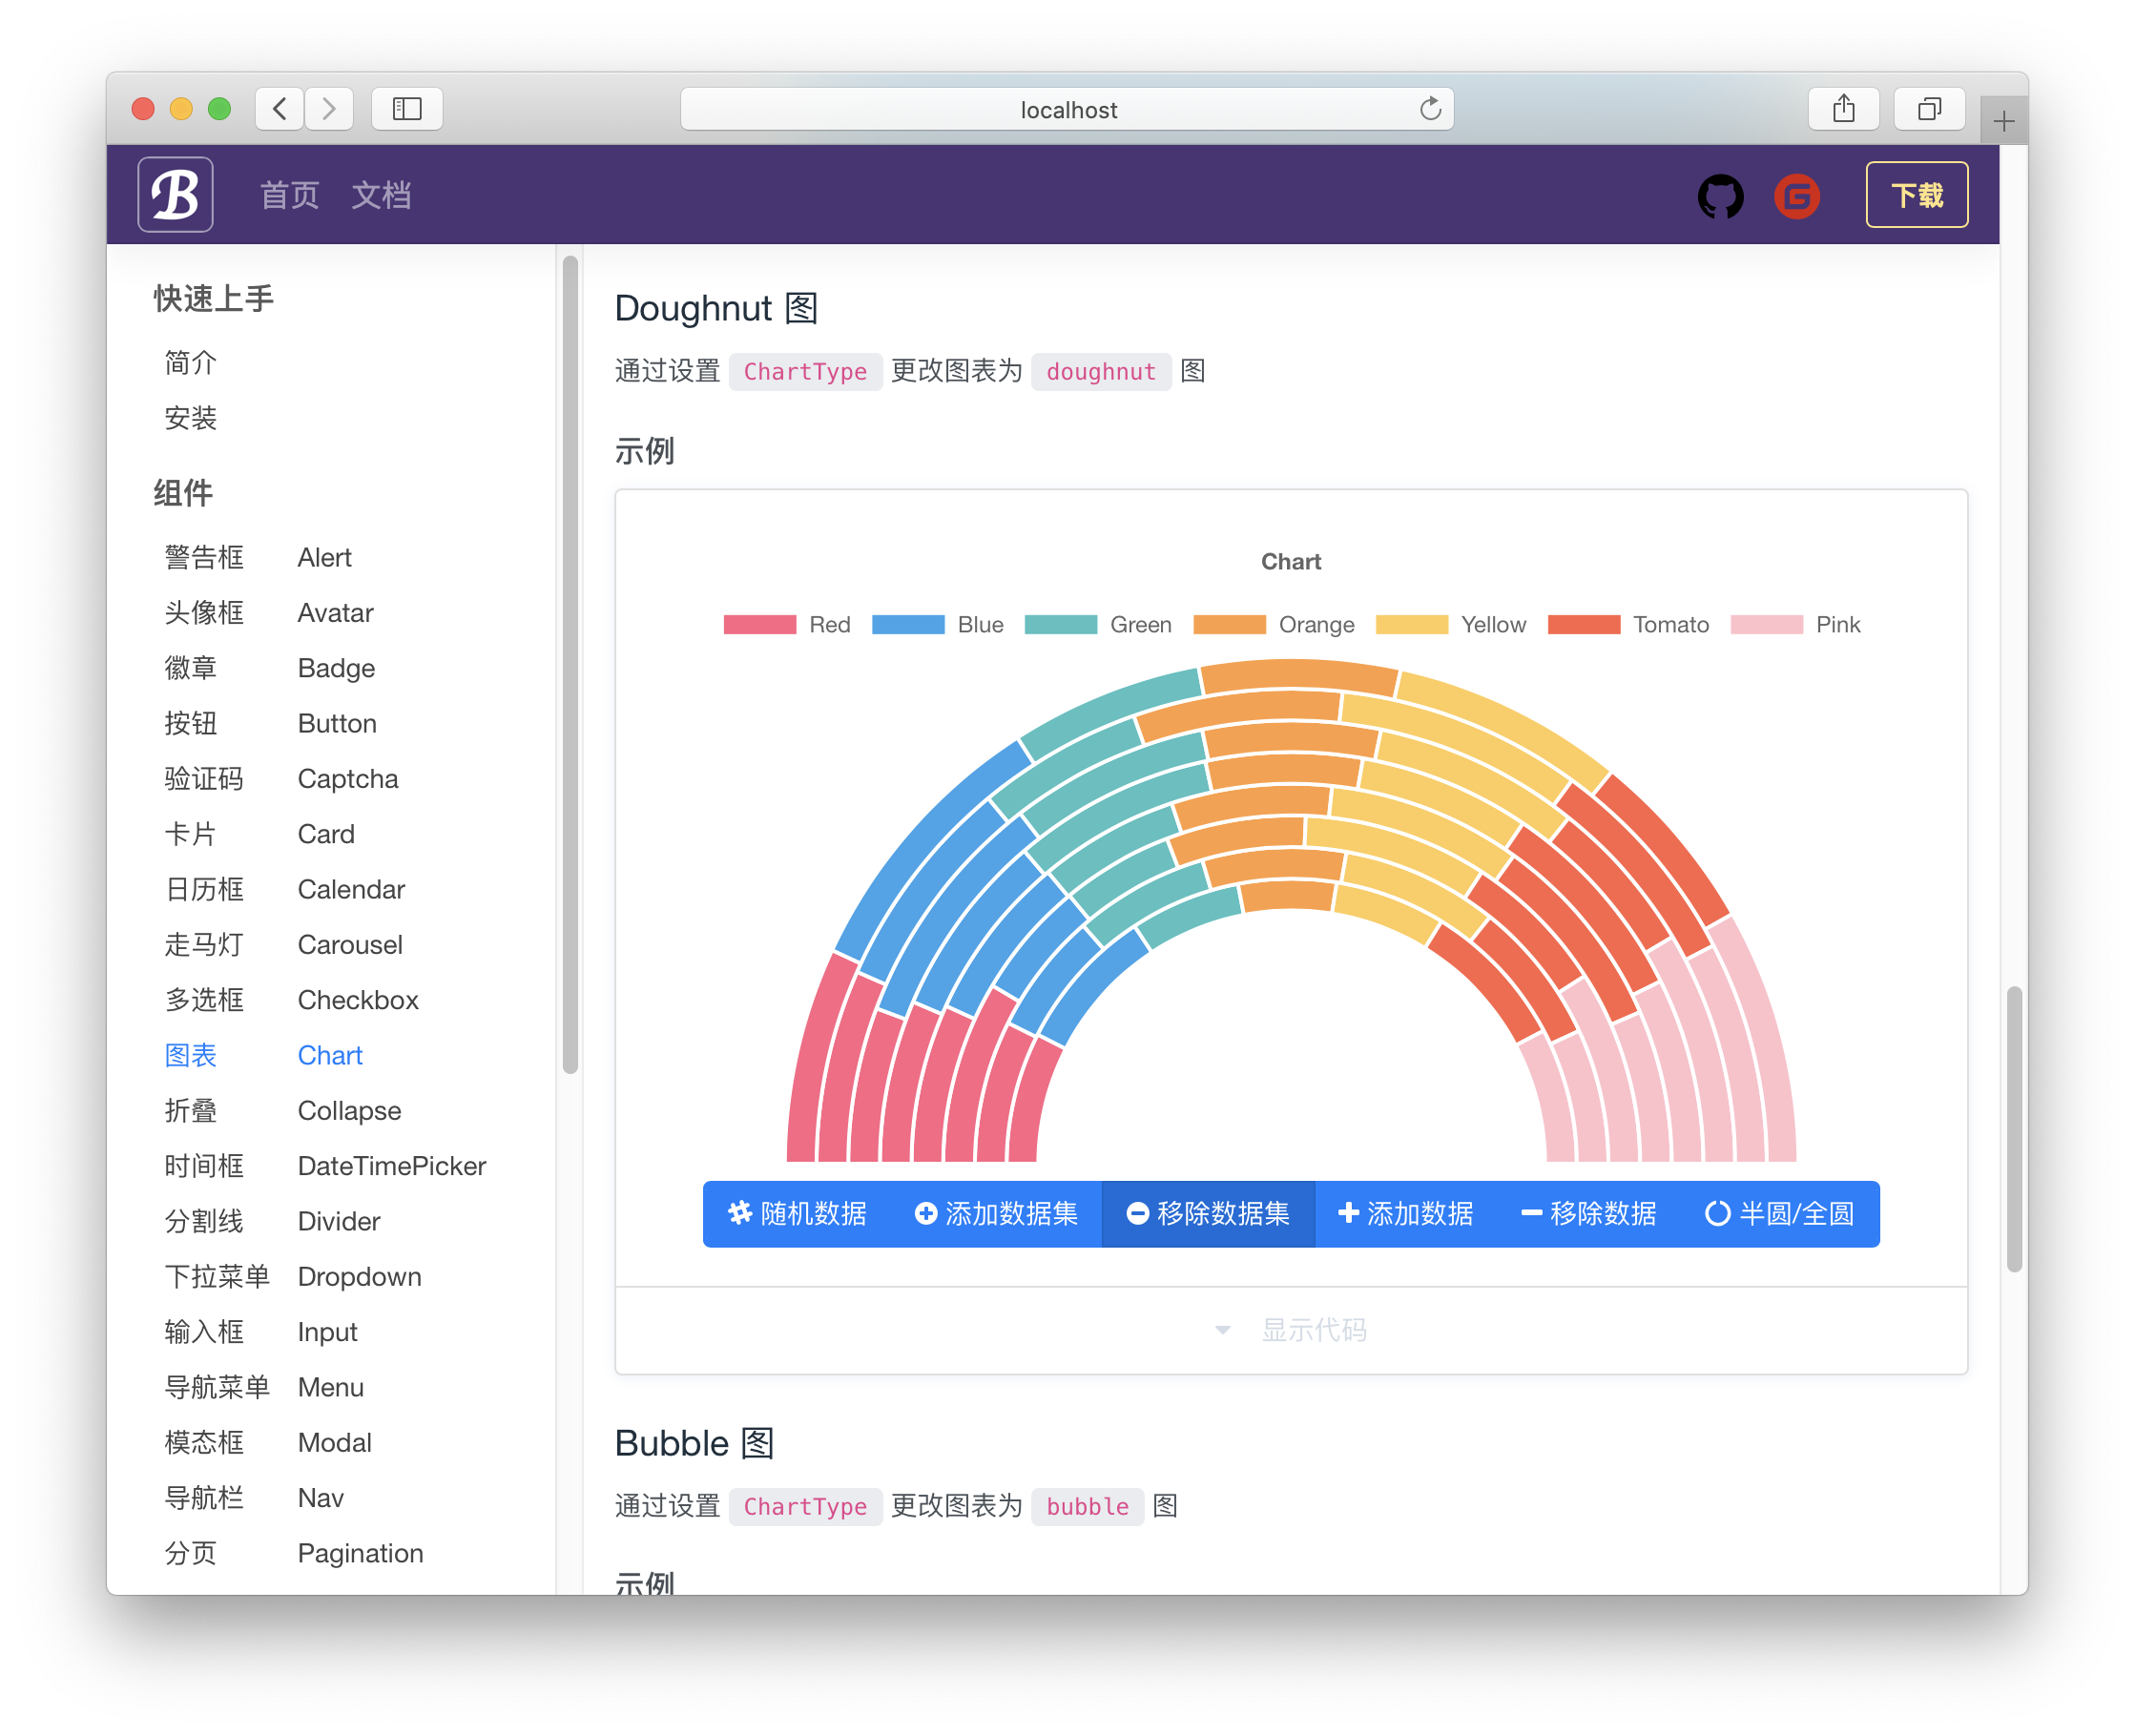 localhost
B
首页 文档
下载
快速上手
简介
安装
组件
警告框 Alert
头像框 Avatar
徽章 Badge
按钮 Button
验证码 Captcha
卡片 Card
日历框 Calendar
走马灯 Carousel
多选框 Checkbox
图表 Chart
折叠 Collapse
时间框 DateTimePicker
分割线 Divider
下拉菜单 Dropdown
输入框 Input
导航菜单 Menu
模态框 Modal
导航栏 Nav
分页 Pagination
Doughnut 图
通过设置 ChartType 更改图表为 doughnut 图
示例
Chart
Red Blue Green Orange Yellow Tomato Pink
随机数据 添加数据集 移除数据集 添加数据 移除数据 半圆/全圆
显示代码
Bubble 图
通过设置 ChartType 更改图表为 bubble 图
示例